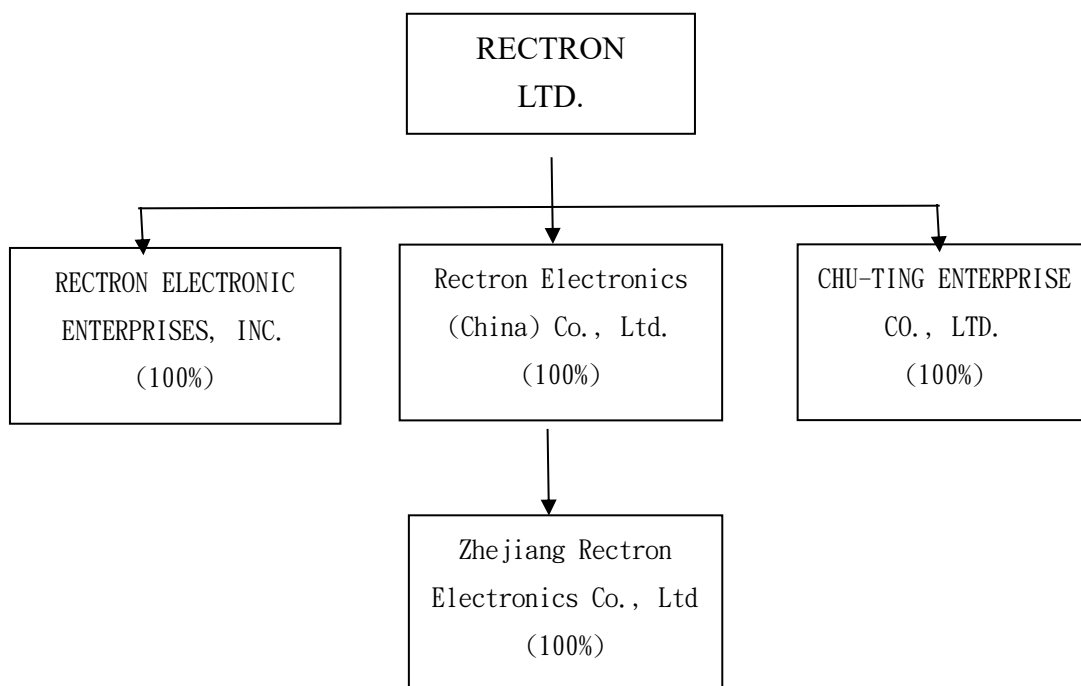 RECTRON
LTD.
RECTRON ELECTRONIC
ENTERPRISES, INC.
(100%)
Rectron Electronics
(China) Co., Ltd.
(100%)
CHU-TING ENTERPRISE
CO., LTD.
(100%)
Zhejiang Rectron
Electronics Co., Ltd
(100%)